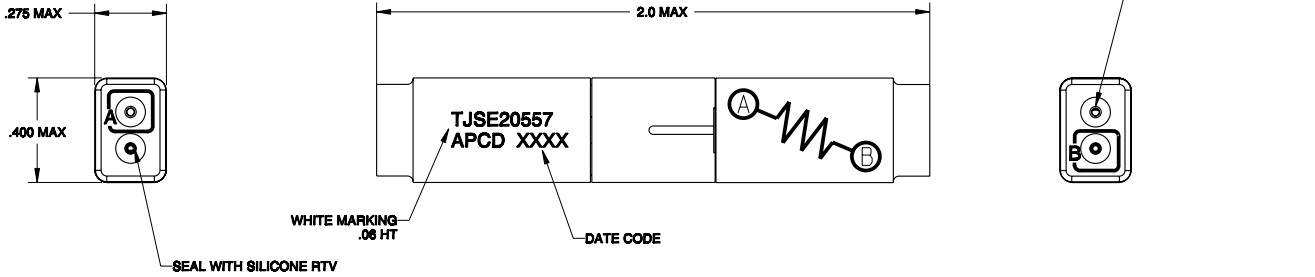 .275 MAX
2.0 MAX
.400 MAX
A
TJSE20557
APCD XXXX
A
B
B
WHITE MARKING
.06 HT
DATE CODE
SEAL WITH SILICONE RTV